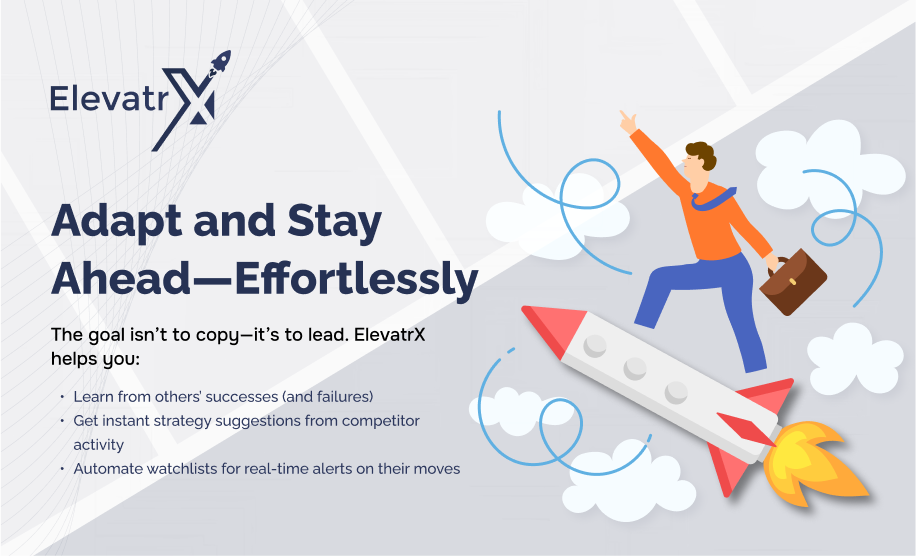 ElevatrX
Adapt and Stay
Ahead—Effortlessly
The goal isn't to copy—it's to lead. ElevatrX
helps you:
• Learn from others' successes (and failures)
• Get instant strategy suggestions from competitor
activity
• Automate watchlists for real-time alerts on their moves